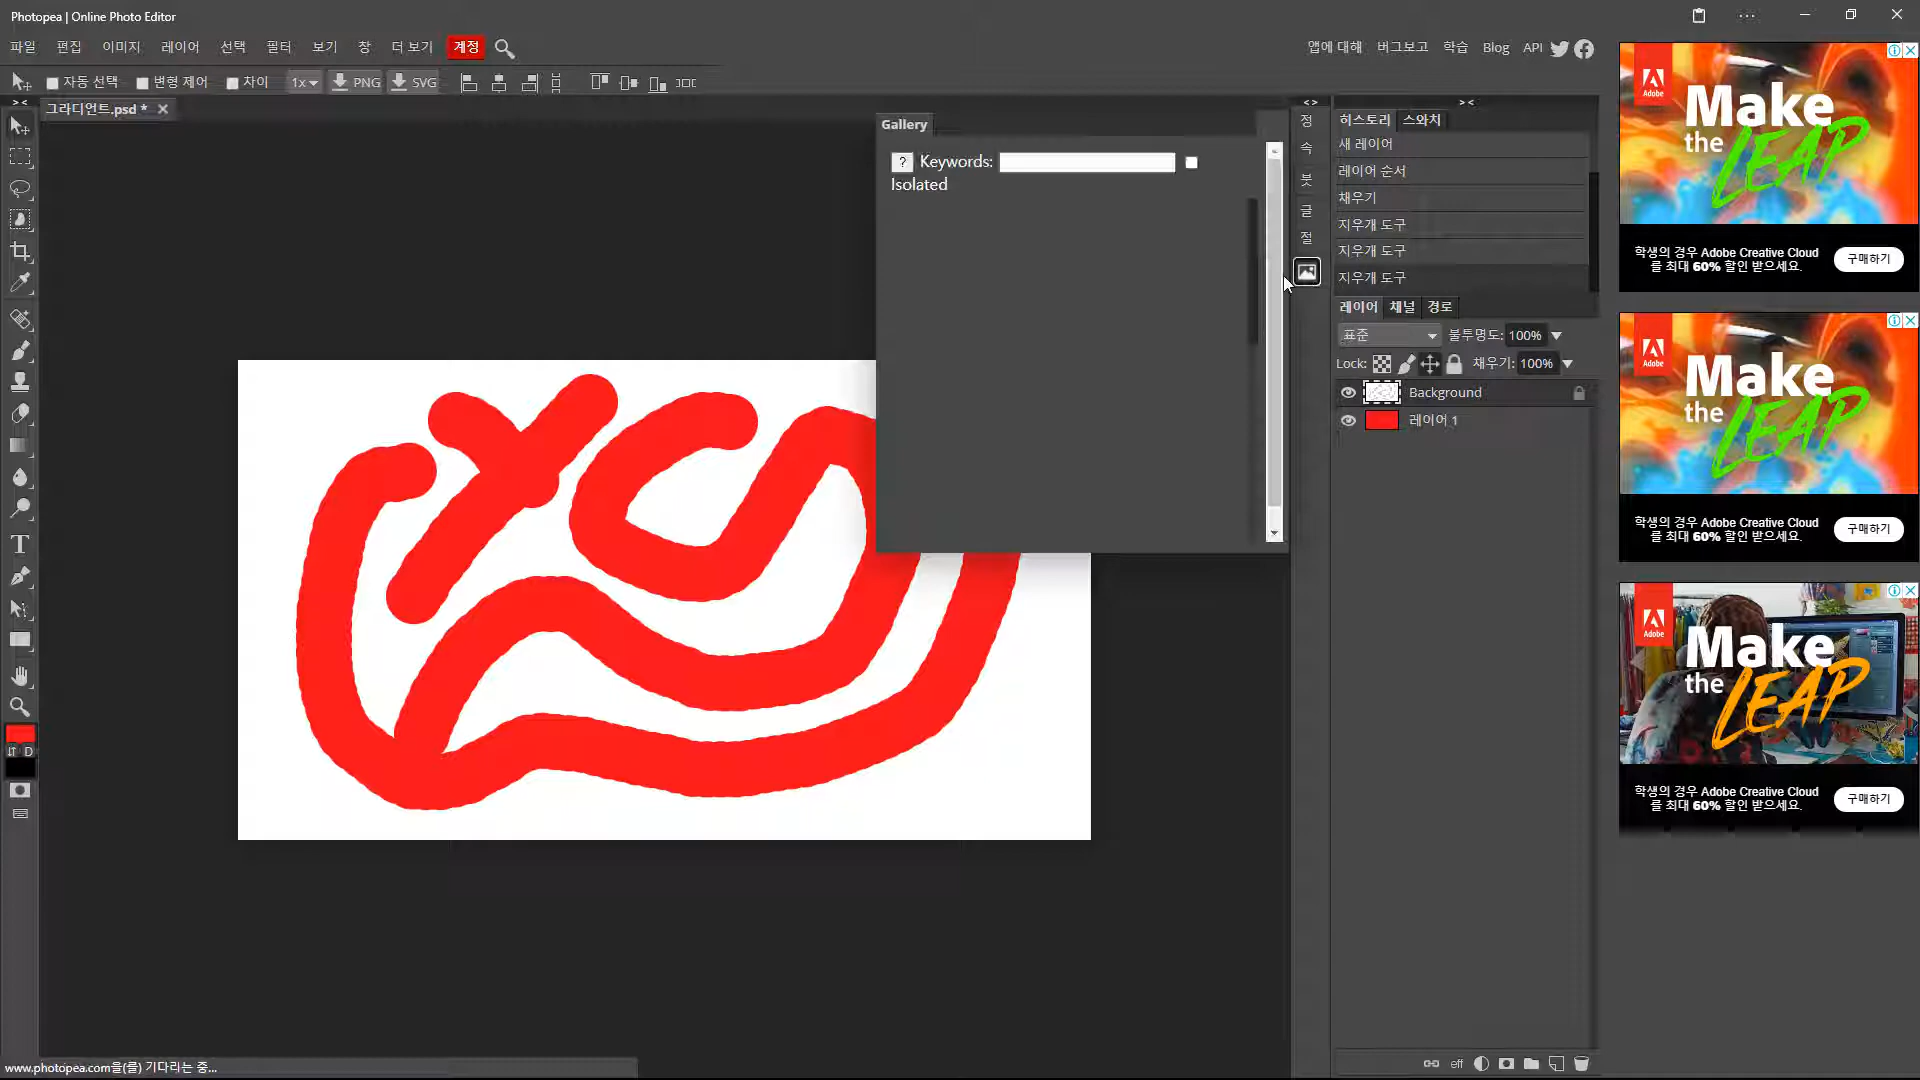 Photopea | Online Photo Editor
파일 편집 이미지 레이어 선택 필터 보기 창 더 보기 계정
앱에 대해 버그보고 학습 Blog API
자동 선택 변형 제어 차이 1x PNG SVG
그라디언트.psd *
Gallery
? Keywords:
Isolated
정
속
붓
글
절
히스토리 스와치
새 레이어
레이어 순서
채우기
지우개 도구
지우개 도구
지우개 도구
레이어 채널 경로
표준 불투명도: 100%
Lock: 채우기: 100%
Background
레이어 1
T
D
eff
www.photopea.com을(를) 기다리는 중...
Adobe
Make
the LEAP
학생의 경우 Adobe Creative Cloud
를 최대 60% 할인 받으세요.
구매하기
Adobe
Make
the LEAP
학생의 경우 Adobe Creative Cloud
를 최대 60% 할인 받으세요.
구매하기
Adobe
Make
the LEAP
학생의 경우 Adobe Creative Cloud
를 최대 60% 할인 받으세요.
구매하기